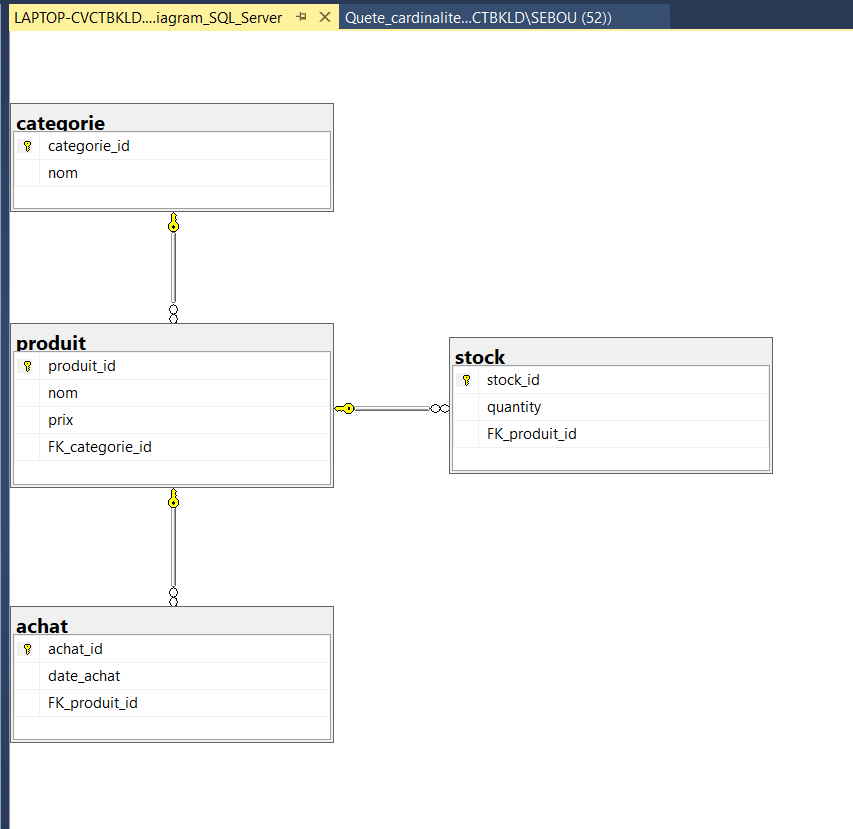 LAPTOP-CVCTBKLD....iagram_SQL_Server
Quete_cardinalite...CTBKLD\SEBOU (52))
categorie
categorie_id
nom
produit
produit_id
nom
prix
FK_categorie_id
stock
stock_id
quantity
FK_produit_id
achat
achat_id
date_achat
FK_produit_id